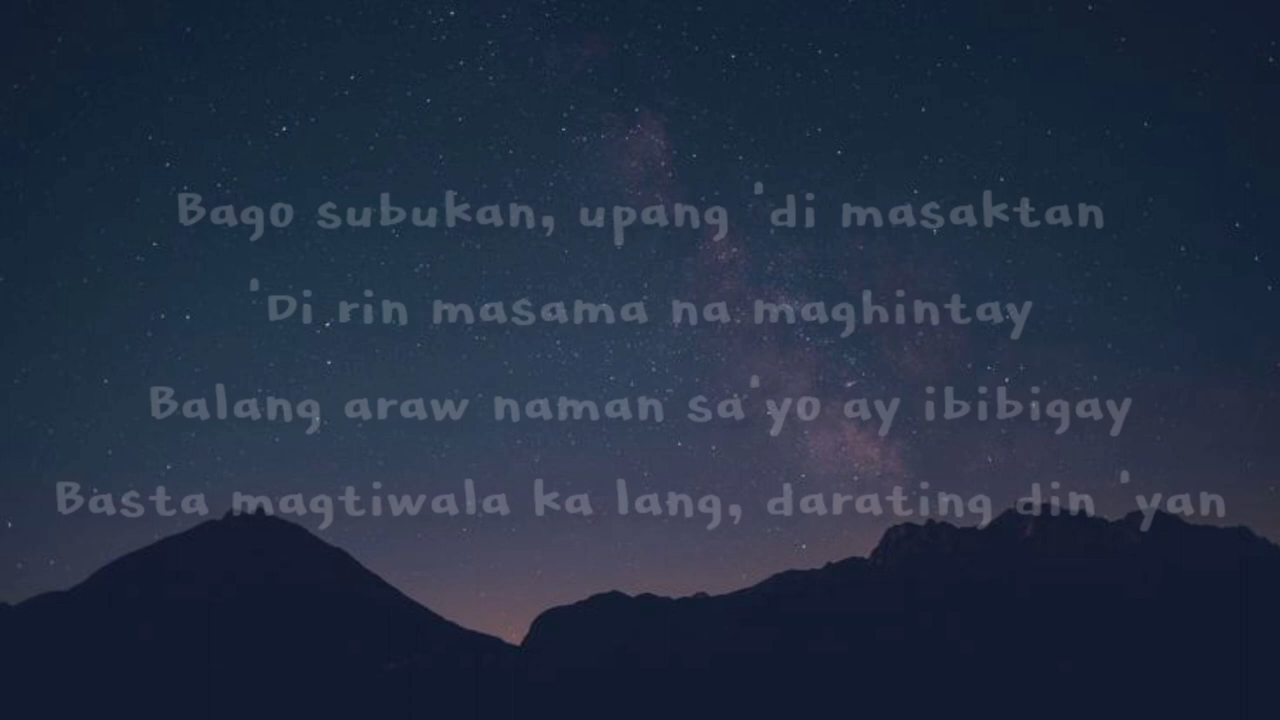 Bago subukan, upang 'di masaktan
'Di rin masama na maghintay
Balang araw naman sa'yo ay ibibigay
Basta magtiwala ka lang, darating din 'yan